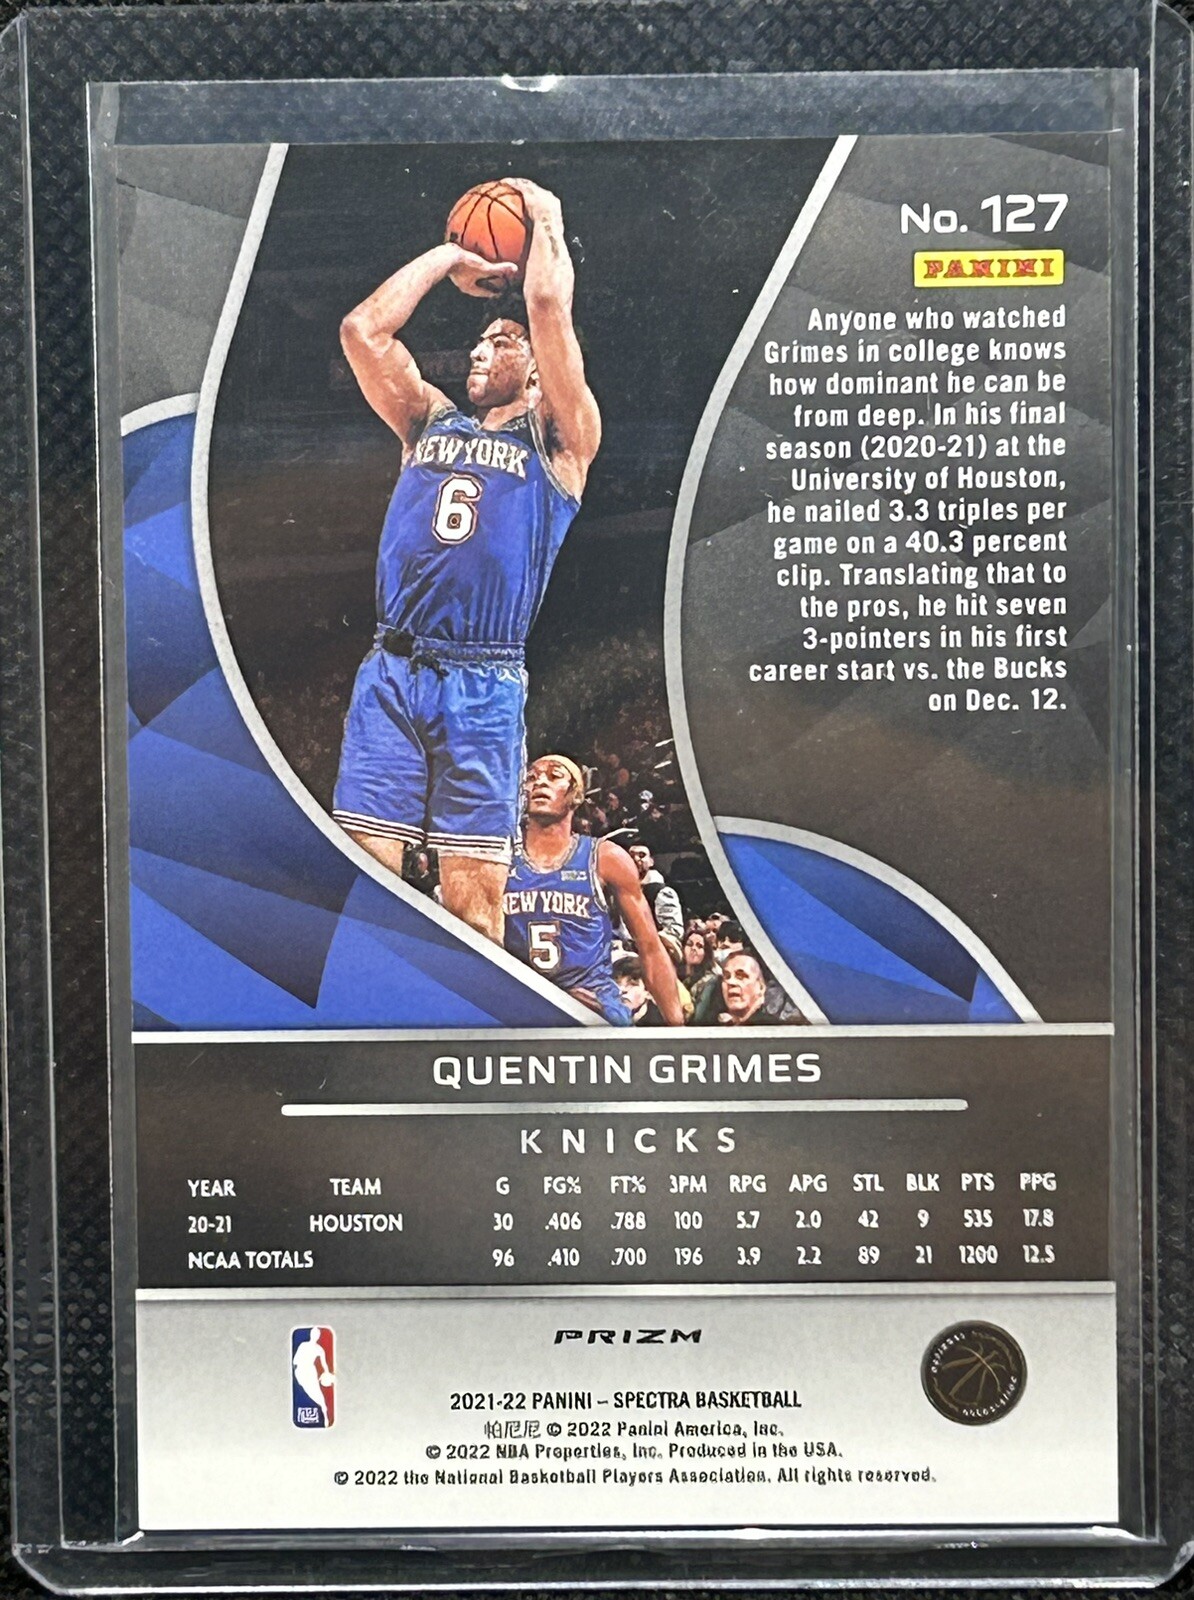 No. 127
PANINI
Anyone who watched
Grimes in college knows
how dominant he can be
from deep. In his final
season (2020-21) at the
University of Houston,
he nailed 3.3 triples per
game on a 40.3 percent
clip. Translating that to
the pros, he hit seven
3-pointers in his first
career start vs. the Bucks
on Dec. 12.
NEW YORK
6
NEW YORK
5
QUENTIN GRIMES
KNICKS
YEAR TEAM G FG% FT% 3PM RPG APG STL BLK PTS PPG
20-21 HOUSTON 30 .406 .788 100 5.7 2.0 42 9 535 17.8
NCAA TOTALS 96 .410 .700 196 3.9 2.2 89 21 1200 12.5
PRIZM
2021-22 PANINI – SPECTRA BASKETBALL
帕尼尼 © 2022 Panini America, Inc.
© 2022 NBA Properties, Inc. Produced in the USA.
© 2022 the National Basketball Players Association. All rights reserved.